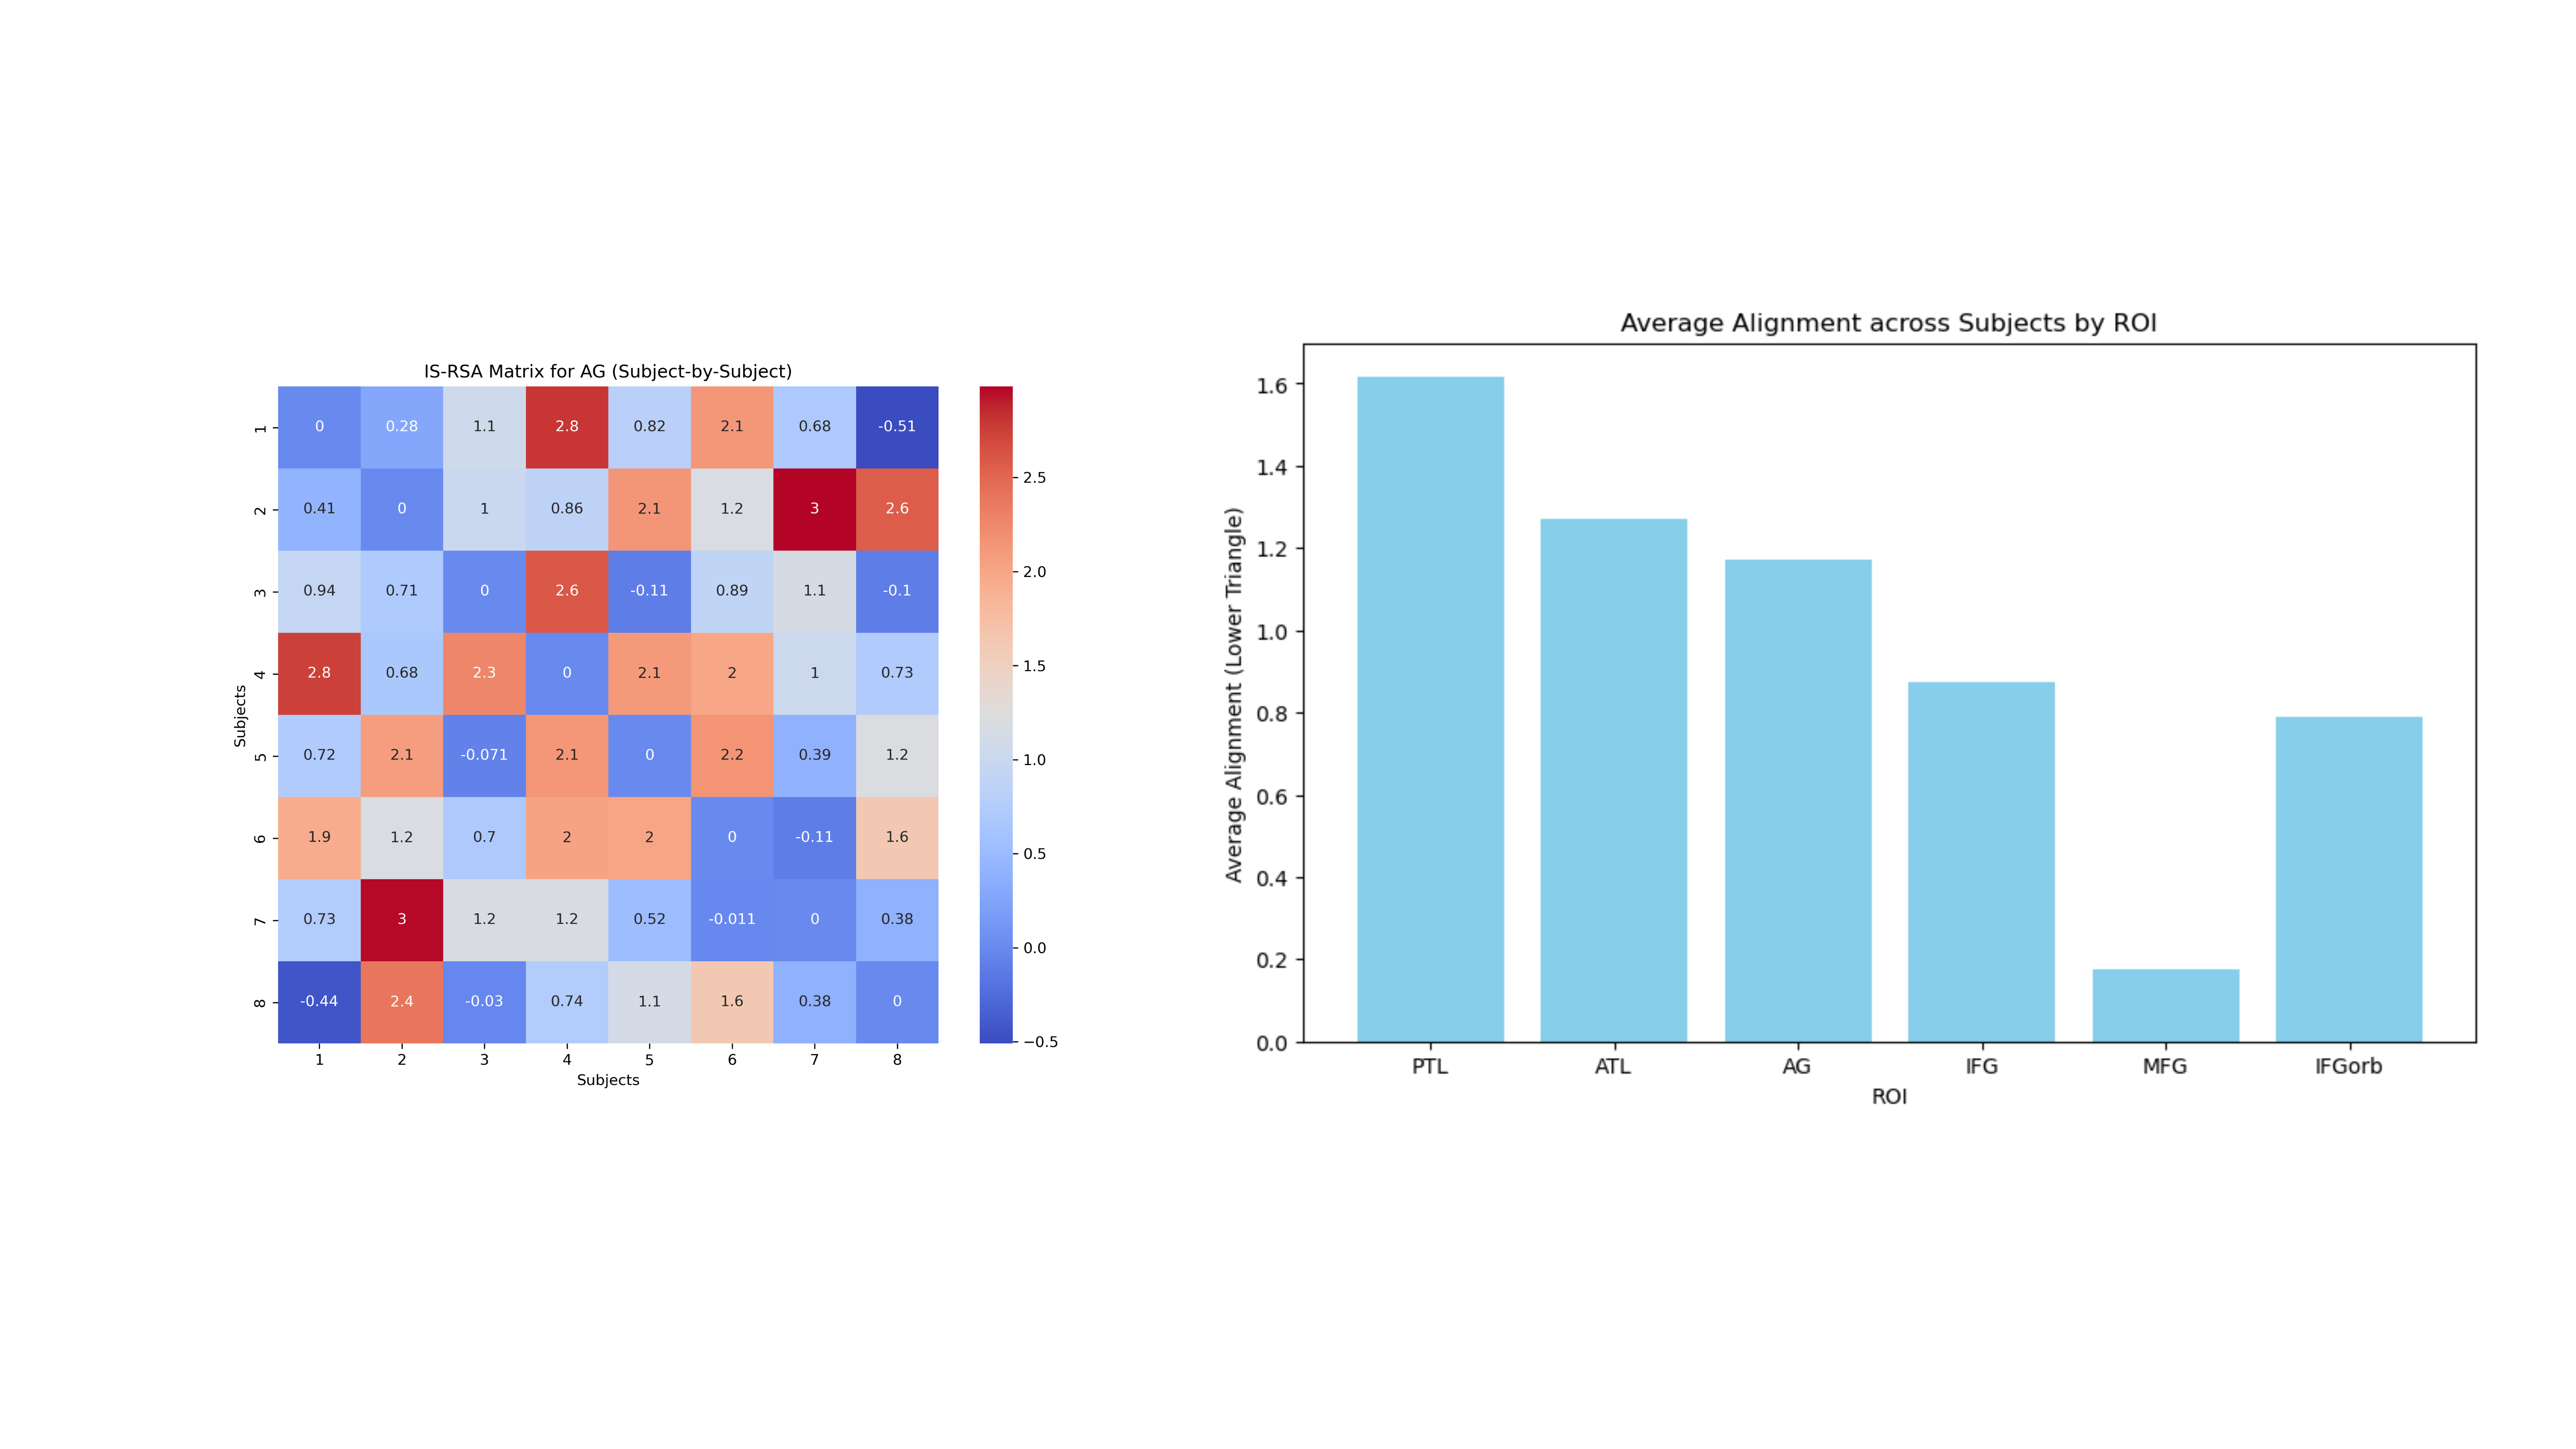 IS-RSA Matrix for AG (Subject-by-Subject)
Subjects
1 0 0.28 1.1 2.8 0.82 2.1 0.68 -0.51
2 0.41 0 1 0.86 2.1 1.2 3 2.6
3 0.94 0.71 0 2.6 -0.11 0.89 1.1 -0.1
4 2.8 0.68 2.3 0 2.1 2 1 0.73
5 0.72 2.1 -0.071 2.1 0 2.2 0.39 1.2
6 1.9 1.2 0.7 2 2 0 -0.11 1.6
7 0.73 3 1.2 1.2 0.52 -0.011 0 0.38
8 -0.44 2.4 -0.03 0.74 1.1 1.6 0.38 0
1 2 3 4 5 6 7 8
Subjects
2.5
2.0
1.5
1.0
0.5
0.0
−0.5
Average Alignment across Subjects by ROI
Average Alignment (Lower Triangle)
1.6
1.4
1.2
1.0
0.8
0.6
0.4
0.2
0.0
PTL ATL AG IFG MFG IFGorb
ROI